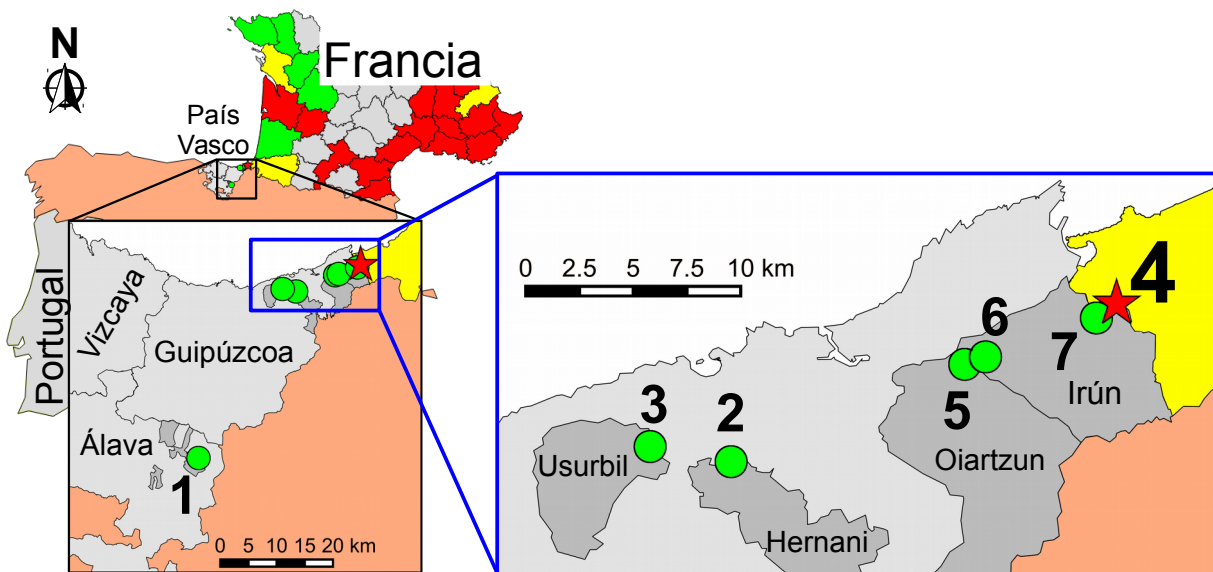 N
Francia
País
Vasco
Portugal
Vizcaya
Guipúzcoa
Álava
1
0 5 10 15 20 km
0 2.5 5 7.5 10 km
4
6
7
Irún
3
2
5
Usurbil
Oiartzun
Hernani